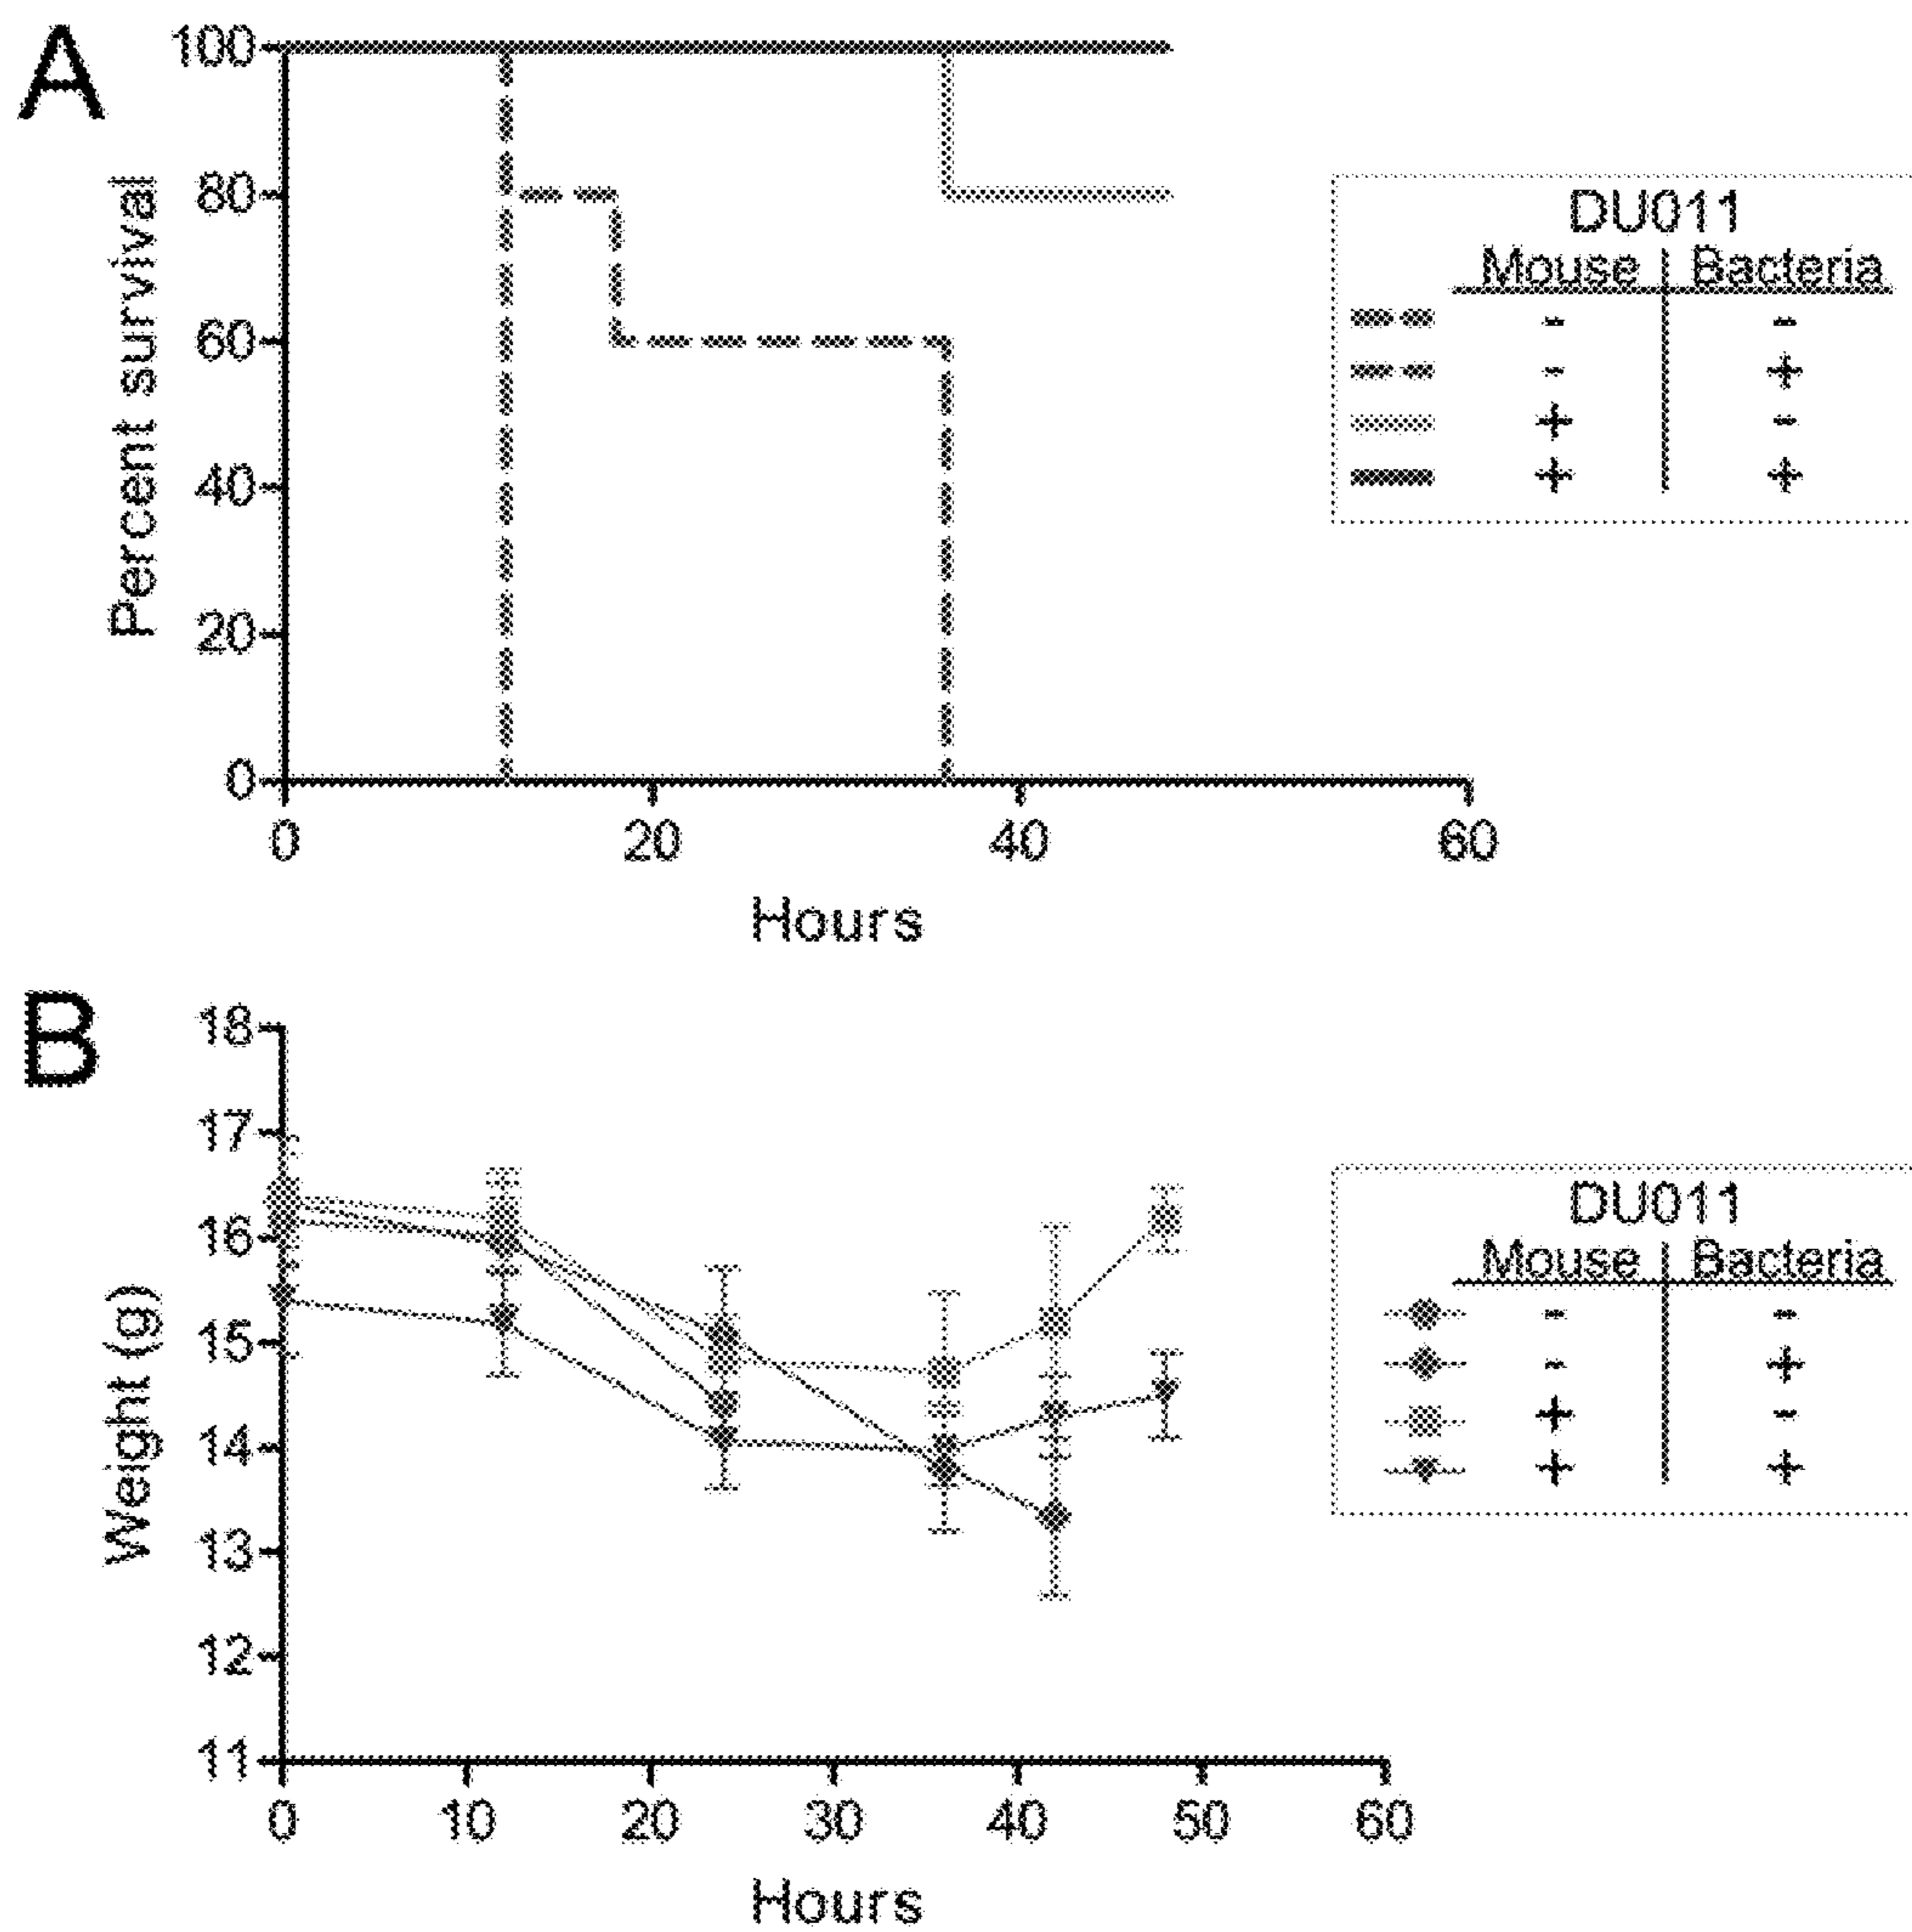 A
100
80
60
40
20
0
Percent survival
0 20 40 60
Hours
DU011
Mouse Bacteria
- -
- +
+ -
+ +
B
18
17
16
15
14
13
12
11
Weight (g)
0 10 20 30 40 50 60
Hours
DU011
Mouse Bacteria
- -
- +
+ -
+ +